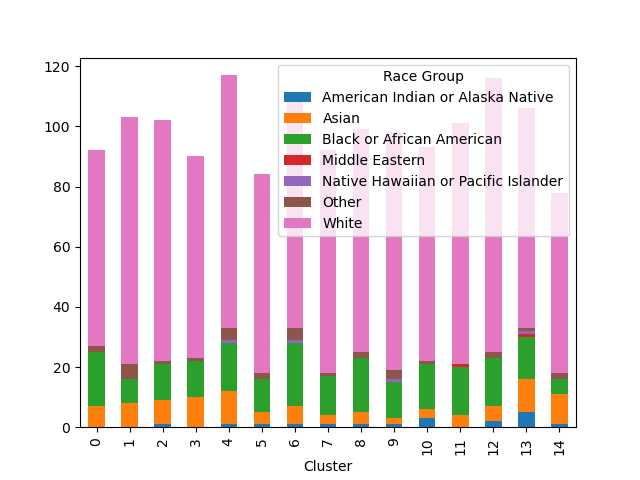 120
100
80
60
40
20
0
Race Group
American Indian or Alaska Native
Asian
Black or African American
Middle Eastern
Native Hawaiian or Pacific Islander
Other
White
0 1 2 3 4 5 6 7 8 9 10 11 12 13 14
Cluster